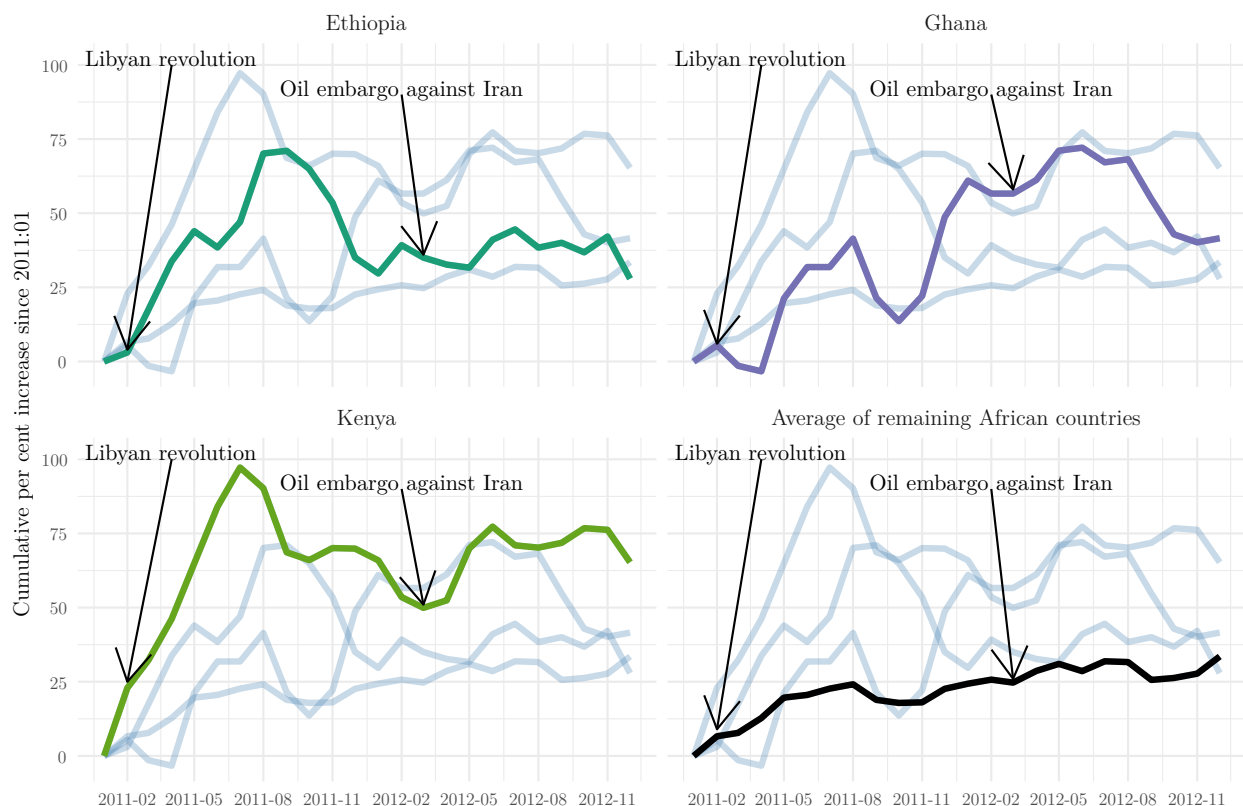 Ethiopia
Ghana
Libyan revolution
Libyan revolution
Oil embargo against Iran
Oil embargo against Iran
100
75
50
25
0
Cumulative per cent increase since 2011:01
Kenya
Average of remaining African countries
Libyan revolution
Libyan revolution
Oil embargo against Iran
Oil embargo against Iran
100
75
50
25
0
2011-02 2011-05 2011-08 2011-11 2012-02 2012-05 2012-08 2012-11
2011-02 2011-05 2011-08 2011-11 2012-02 2012-05 2012-08 2012-11